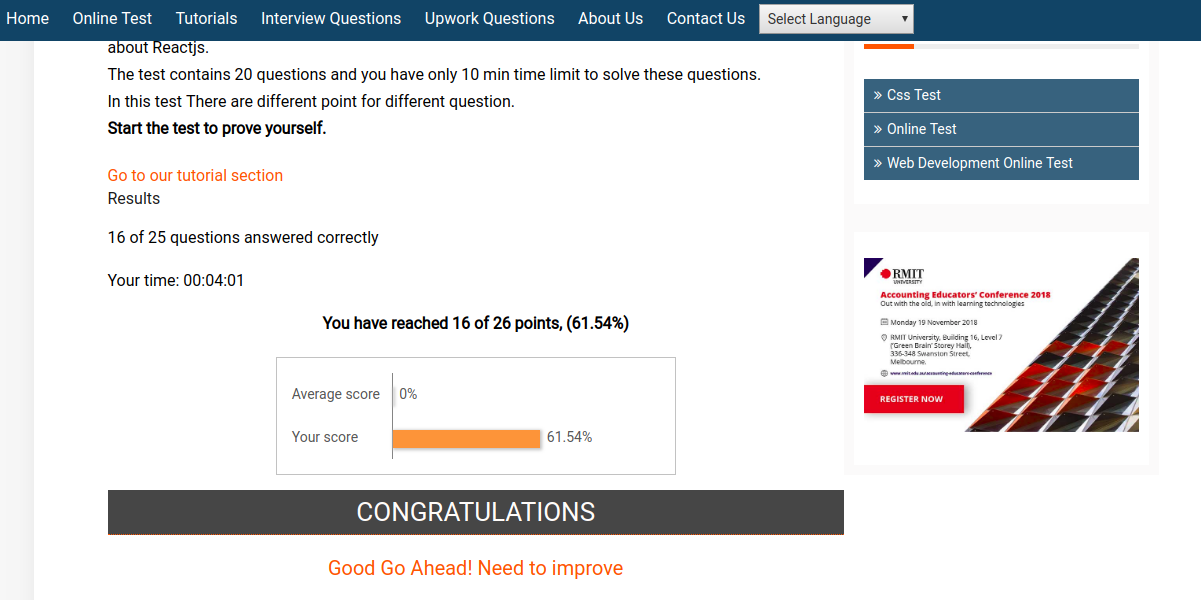 Home Online Test Tutorials Interview Questions Upwork Questions About Us Contact Us Select Language
about Reactjs.
The test contains 20 questions and you have only 10 min time limit to solve these questions.
In this test There are different point for different question.
Start the test to prove yourself.
Go to our tutorial section
Results
16 of 25 questions answered correctly
Your time: 00:04:01
You have reached 16 of 26 points, (61.54%)
Average score 0%
Your score 61.54%
CONGRATULATIONS
Good Go Ahead! Need to improve
» Css Test
» Online Test
» Web Development Online Test
RMIT
UNIVERSITY
Accounting Educators' Conference 2018
Out with the old, in with learning technologies
Monday 19 November 2018
RMIT University, Building 16, Level 7
('Green Brain' Storey Hall),
336-348 Swanston Street,
Melbourne.
www.rmit.edu.au/accounting-educators-conference
REGISTER NOW